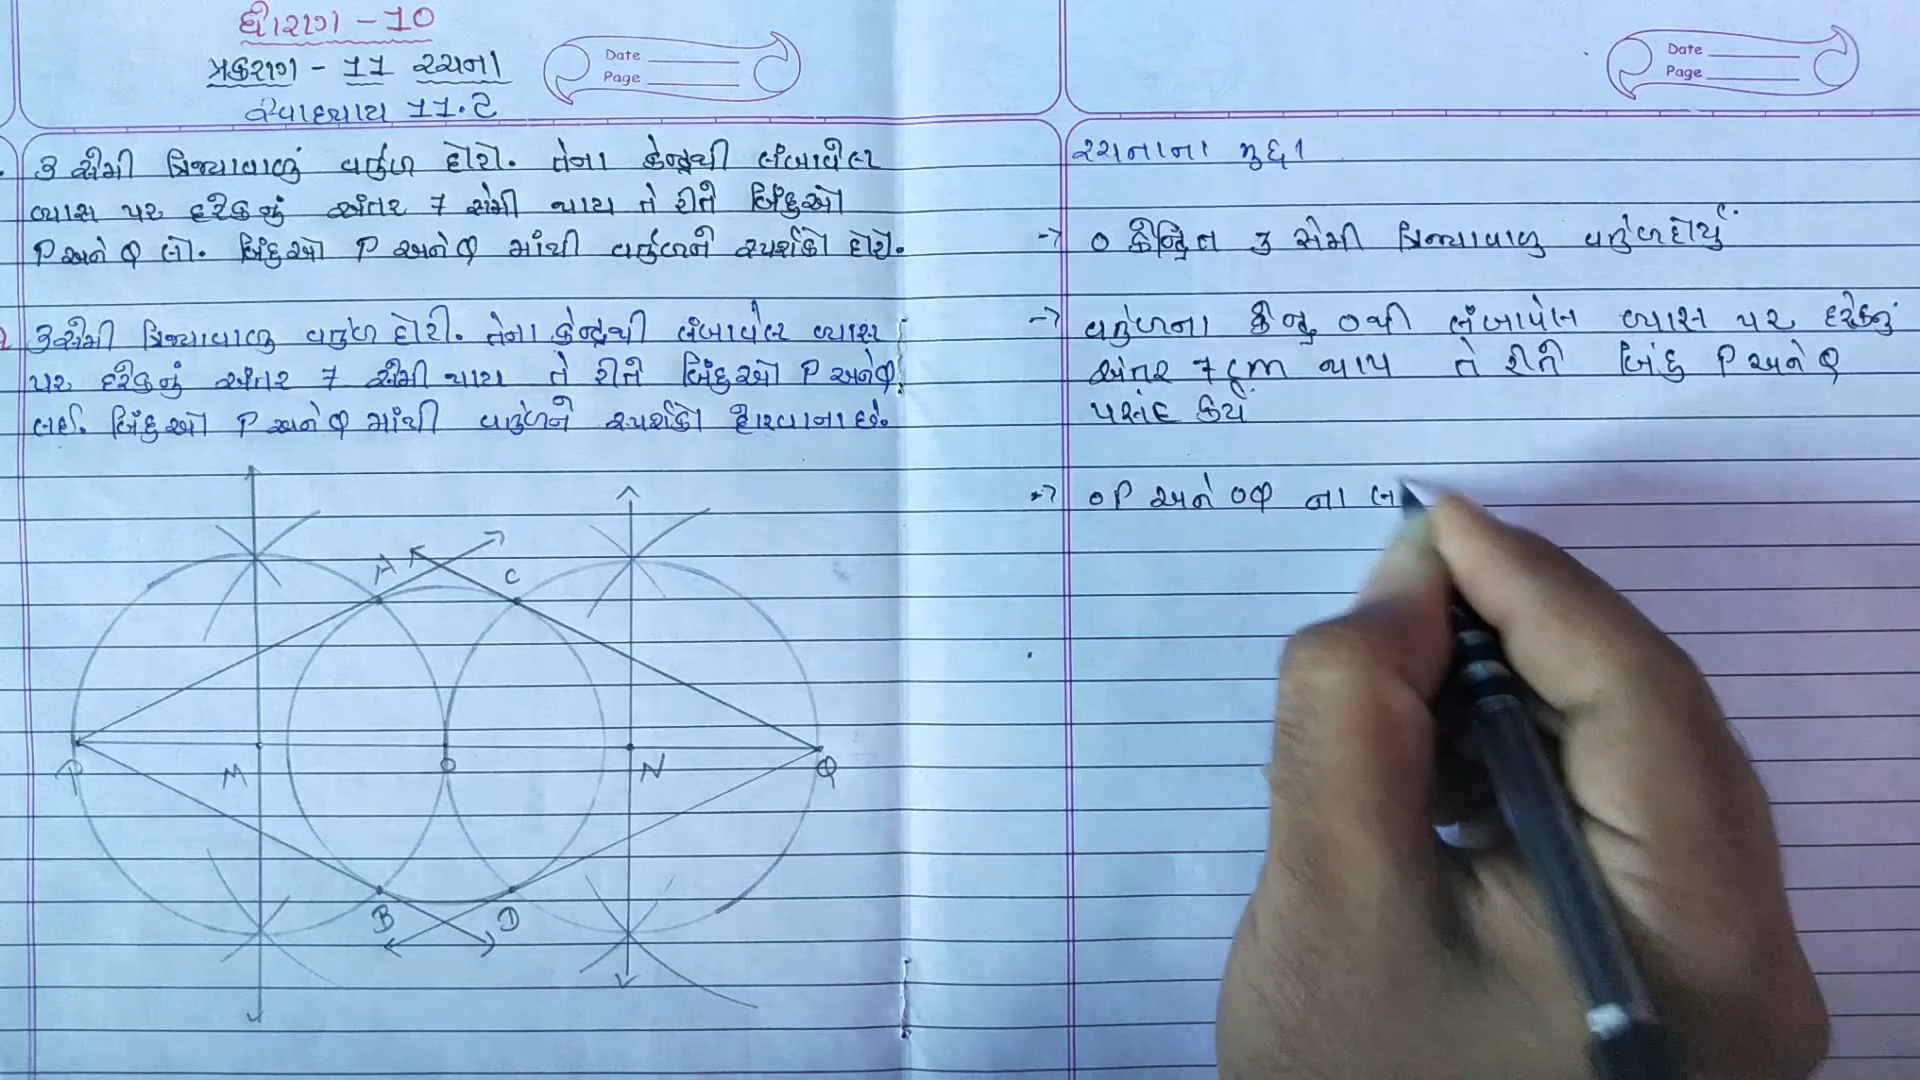 ધોરણ - 10
પ્રકરણ - 11 રચના
સ્વાધ્યાય 11.2
Date
Page
3 સેમી ત્રિજ્યાવાળું વર્તુળ દોરો. તેના કેન્દ્રથી લંબાવેલ
વ્યાસ પર દરેકનું અંતર 7 સેમી થાય તે રીતે બિંદુઓ
P અને Q લો. બિંદુઓ P અને Q માંથી વર્તુળને સ્પર્શકો દોરો.
3 સેમી ત્રિજ્યાવાળુ વર્તુળ દોરી. તેના કેન્દ્રથી લંબાવેલ વ્યાસ
પર દરેકનું અંતર 7 સેમી થાય તે રીતે બિંદુઓ P અને Q
લઈ. બિંદુઓ P અને Q માંથી વર્તુળને સ્પર્શકો દોરવાના છે.
A
C
P
M
O
N
Q
B
D
Date
Page
રચનાના મુદ્દા
→ O કેન્દ્રિત 3 સેમી ત્રિજ્યાવાળુ વર્તુળ દોર્યું.
→ વર્તુળના કેન્દ્ર O થી લંબાવેલ વ્યાસ પર દરેકનું
અંતર 7 cm થાય તે રીતે બિંદુ P અને Q
પસંદ કર્યા
→ OP અને OQ ના લ